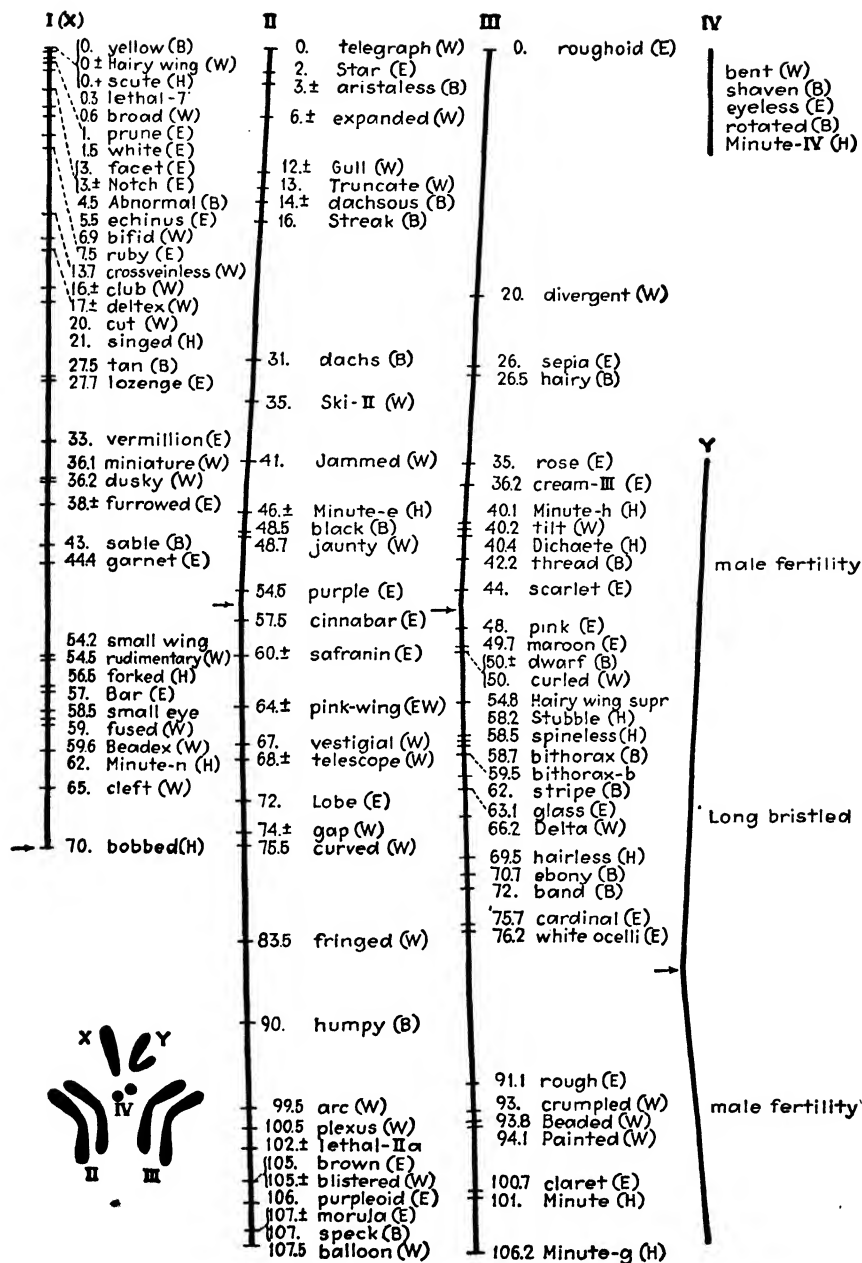 I (X)
0. yellow (B)
0± Hairy wing (W)
0.+ scute (H)
0.3 lethal-7
0.6 broad (W)
1. prune (E)
1.5 white (E)
3. facet (E)
3.± Notch (E)
4.5 Abnormal (B)
5.5 echinus (E)
6.9 bifid (W)
7.5 ruby (E)
13.7 crossveinless (W)
16.± club (W)
17.± deltex (W)
20. cut (W)
21. singed (H)
27.5 tan (B)
27.7 lozenge (E)
33. vermillion (E)
36.1 miniature (W)
36.2 dusky (W)
38.± furrowed (E)
43. sable (B)
44.4 garnet (E)
54.2 small wing
54.5 rudimentary (W)
56.5 forked (H)
57. Bar (E)
58.5 small eye
59. fused (W)
59.6 Beadex (W)
62. Minute-n (H)
65. cleft (W)
70. bobbed (H)
II
0. telegraph (W)
2. Star (E)
3.± aristaless (B)
6.± expanded (W)
12.± Gull (W)
13. Truncate (W)
14.± dachsous (B)
16. Streak (B)
31. dachs (B)
35. Ski-II (W)
41. Jammed (W)
46.± Minute-e (H)
48.5 black (B)
48.7 jaunty (W)
54.5 purple (E)
57.5 cinnabar (E)
60.± safranin (E)
64.± pink-wing (EW)
67. vestigial (W)
68.± telescope (W)
72. Lobe (E)
74.± gap (W)
75.5 curved (W)
83.5 fringed (W)
90. humpy (B)
99.5 arc (W)
100.5 plexus (W)
102.± lethal-IIa
105. brown (E)
105.± blistered (W)
106. purpleoid (E)
107.± morula (E)
107. speck (B)
107.5 balloon (W)
III
0. roughoid (E)
20. divergent (W)
26. sepia (E)
26.5 hairy (B)
35. rose (E)
36.2 cream-III (E)
40.1 Minute-h (H)
40.2 tilt (W)
40.4 Dichaete (H)
42.2 thread (B)
44. scarlet (E)
48. pink (E)
49.7 maroon (E)
50.± dwarf (B)
50. curled (W)
54.8 Hairy wing supr
58.2 Stubble (H)
58.5 spineless (H)
58.7 bithorax (B)
59.5 bithorax-b
62. stripe (B)
63.1 glass (E)
66.2 Delta (W)
69.5 hairless (H)
70.7 ebony (B)
72. band (B)
75.7 cardinal (E)
76.2 white ocelli (E)
91.1 rough (E)
93. crumpled (W)
93.8 Beaded (W)
94.1 Painted (W)
100.7 claret (E)
101. Minute (H)
106.2 Minute-g (H)
IV
bent (W)
shaven (B)
eyeless (E)
rotated (B)
Minute-IV (H)
Y
male fertility
Long bristled
male fertility
X Y
IV
II III